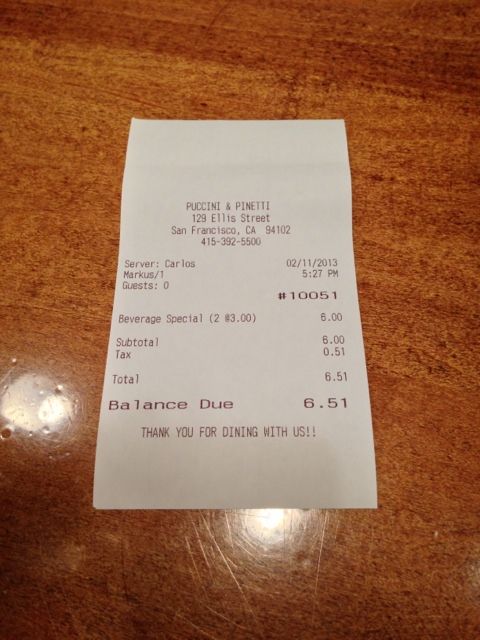 PUCCINI & PINETTI
129 Ellis Street
San Francisco, CA 94102
415-392-5500
Server: Carlos 02/11/2013
Markus/1 5:27 PM
Guests: 0
#10051
Beverage Special (2 @3.00) 6.00
Subtotal 6.00
Tax 0.51
Total 6.51
Balance Due 6.51
THANK YOU FOR DINING WITH US!!